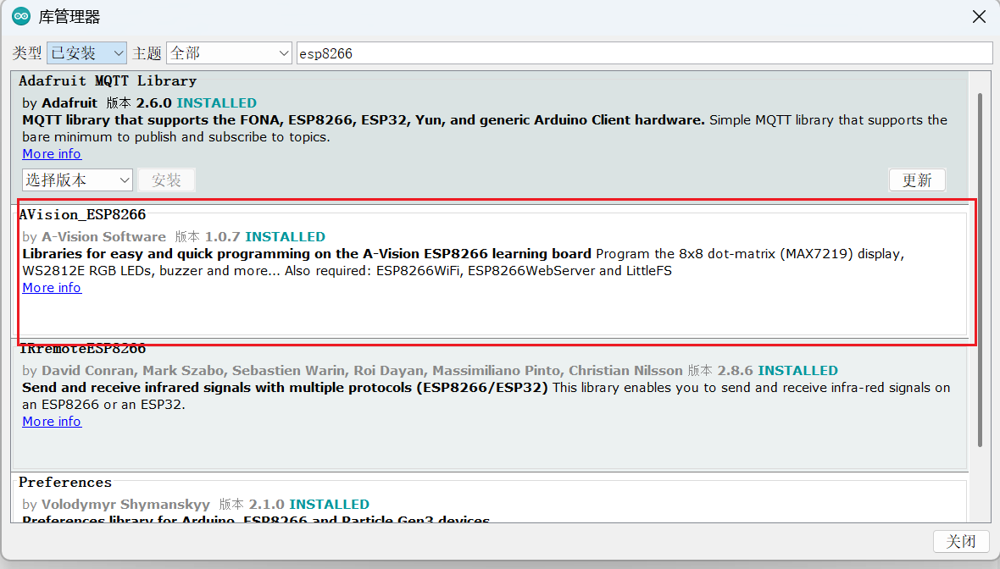 库管理器
类型 已安装 主题 全部 esp8266
Adafruit MQTT Library
by Adafruit 版本 2.6.0 INSTALLED
MQTT library that supports the FONA, ESP8266, ESP32, Yun, and generic Arduino Client hardware. Simple MQTT library that supports the
bare minimum to publish and subscribe to topics.
More info
选择版本 安装 更新
AVision_ESP8266
by A-Vision Software 版本 1.0.7 INSTALLED
Libraries for easy and quick programming on the A-Vision ESP8266 learning board Program the 8x8 dot-matrix (MAX7219) display,
WS2812E RGB LEDs, buzzer and more... Also required: ESP8266WiFi, ESP8266WebServer and LittleFS
More info
IRremoteESP8266
by David Conran, Mark Szabo, Sebastien Warin, Roi Dayan, Massimiliano Pinto, Christian Nilsson 版本 2.8.6 INSTALLED
Send and receive infrared signals with multiple protocols (ESP8266/ESP32) This library enables you to send and receive infra-red signals on
an ESP8266 or an ESP32.
More info
Preferences
by Volodymyr Shymanskyy 版本 2.1.0 INSTALLED
Preferences library for Arduino, ESP8266 and Particle Gen3 devices
关闭